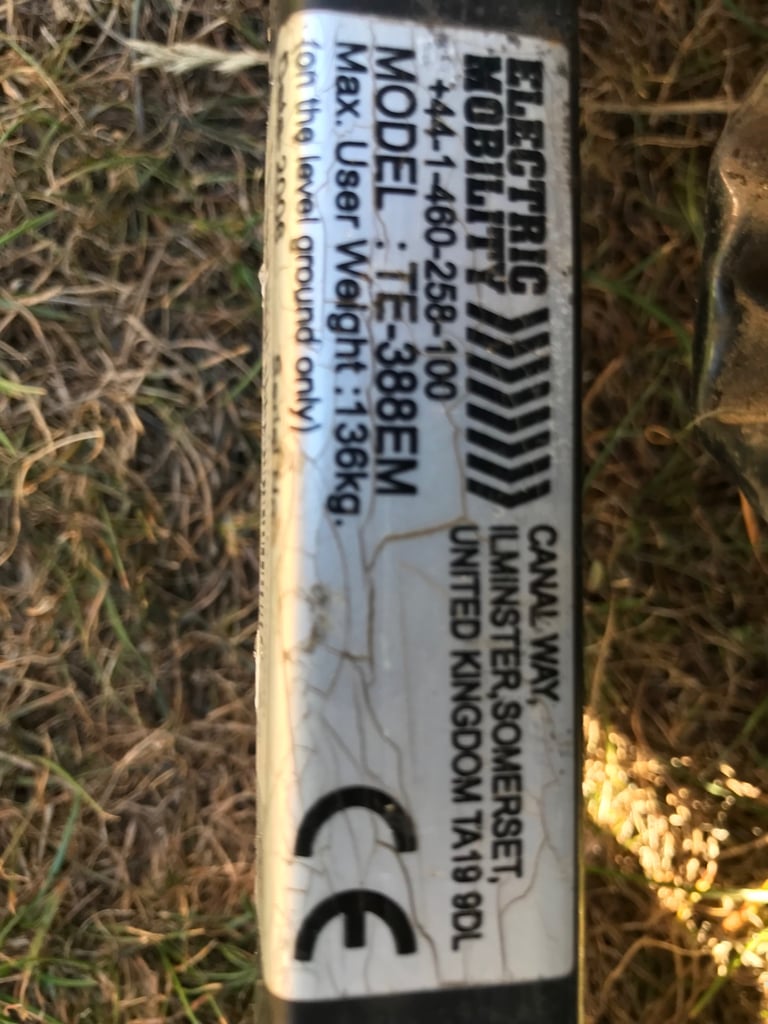 ELECTRIC
MOBILITY
+44-1-460-258-100
CANAL WAY,
ILMINSTER,SOMERSET,
UNITED KINGDOM TA19 9DL
MODEL : TE-388EM
Max. User Weight :136kg.
(on the level ground only)
CE